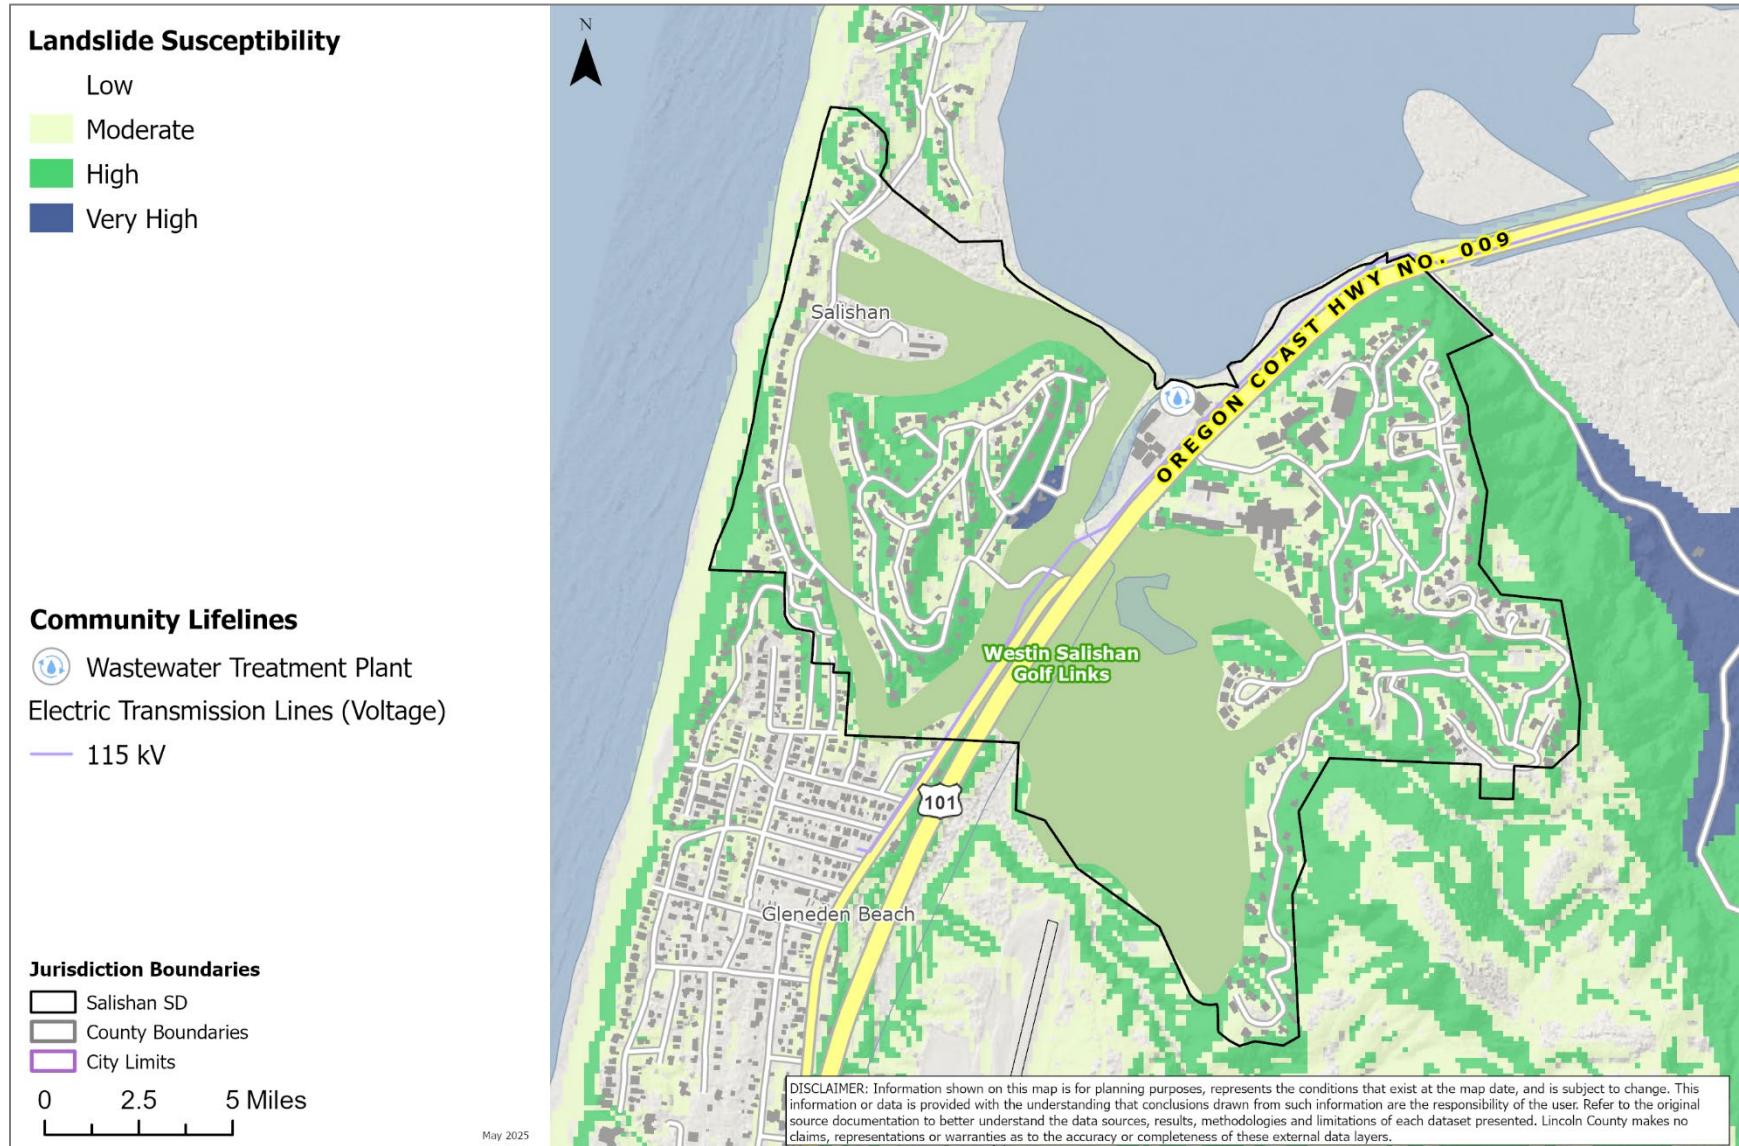 Landslide Susceptibility
Low
Moderate
High
Very High
Community Lifelines
Wastewater Treatment Plant
Electric Transmission Lines (Voltage)
115 kV
Jurisdiction Boundaries
Salishan SD
County Boundaries
City Limits
0 2.5 5 Miles
May 2025
N
OREGON COAST HWY NO. 009
Salishan
Westin Salishan
Golf Links
101
Gleneden Beach
DISCLAIMER: Information shown on this map is for planning purposes, represents the conditions that exist at the map date, and is subject to change. This
information or data is provided with the understanding that conclusions drawn from such information are the responsibility of the user. Refer to the original
source documentation to better understand the data sources, results, methodologies and limitations of each dataset presented. Lincoln County makes no
claims, representations or warranties as to the accuracy or completeness of these external data layers.